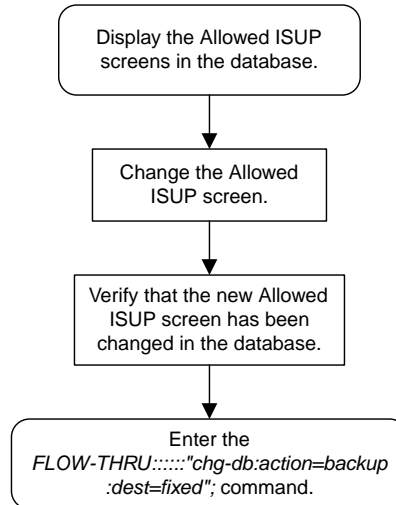 Display the Allowed ISUP
screens in the database.
Change the Allowed
ISUP screen.
Verify that the new Allowed
ISUP screen has been
changed in the database.
Enter the
FLOW-THRU::::::"chg-db:action=backup
:dest=fixed"; command.